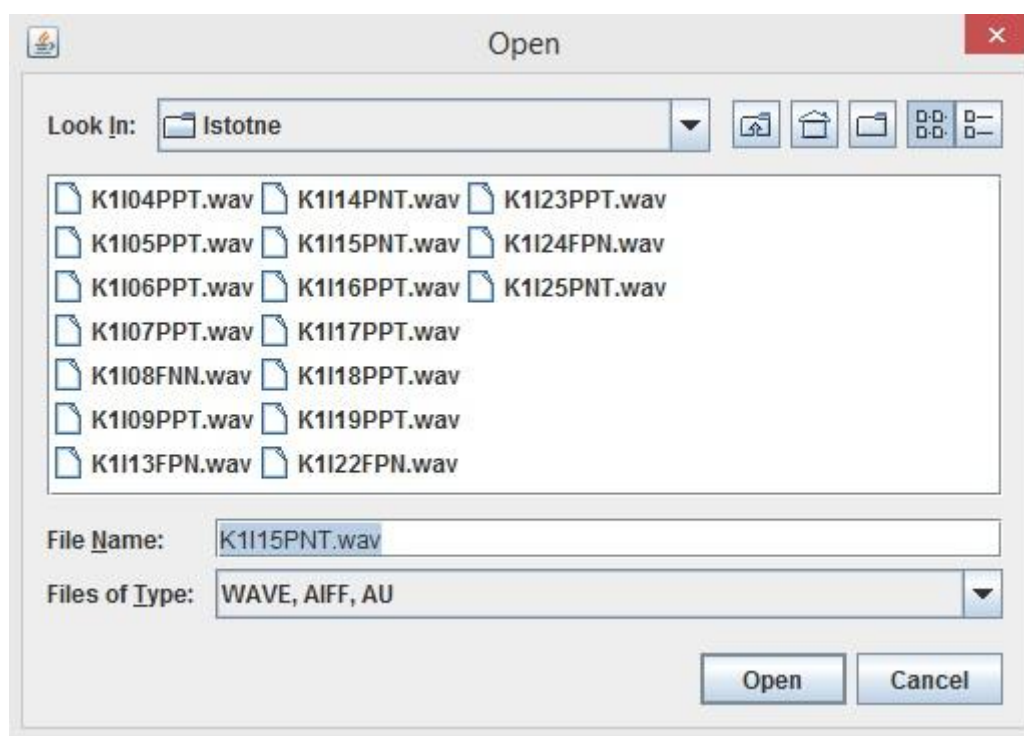 Open
Look In: Istotne
K1I04PPT.wav K1I14PNT.wav K1I23PPT.wav
K1I05PPT.wav K1I15PNT.wav K1I24FPN.wav
K1I06PPT.wav K1I16PPT.wav K1I25PNT.wav
K1I07PPT.wav K1I17PPT.wav
K1I08FNN.wav K1I18PPT.wav
K1I09PPT.wav K1I19PPT.wav
K1I13FPN.wav K1I22FPN.wav
File Name: K1I15PNT.wav
Files of Type: WAVE, AIFF, AU
Open Cancel